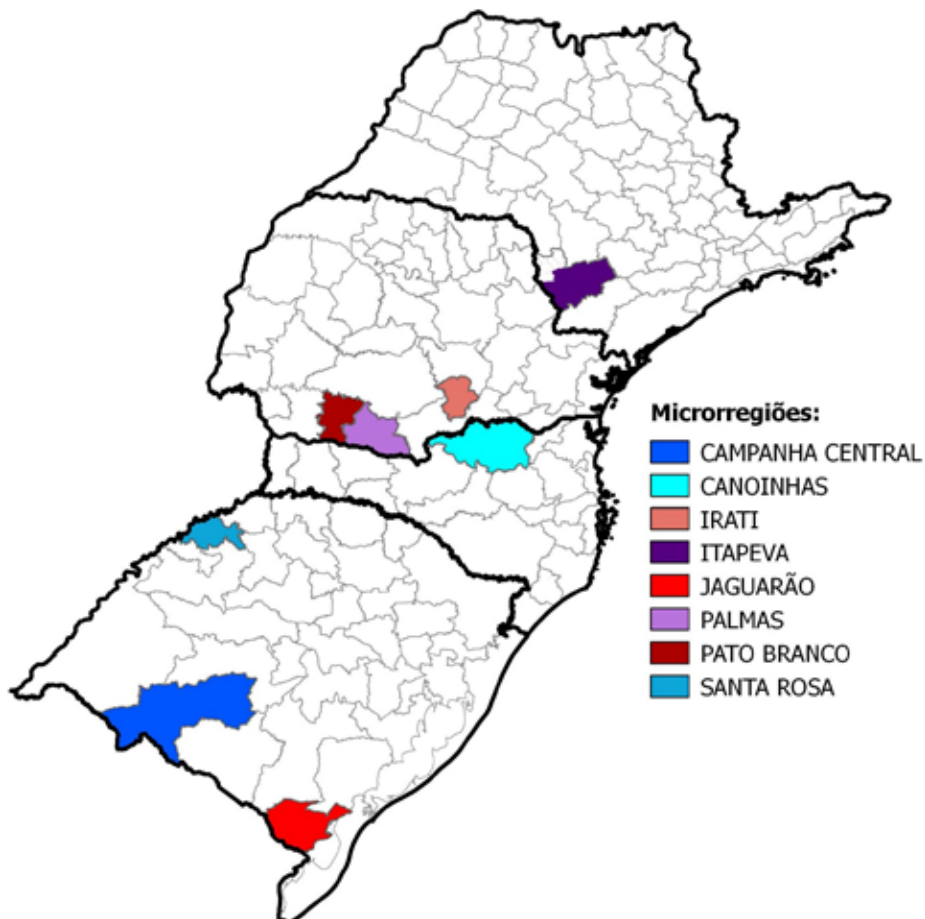 Microrregiões:
CAMPANHA CENTRAL
CANOINHAS
IRATI
ITAPEVA
JAGUARÃO
PALMAS
PATO BRANCO
SANTA ROSA